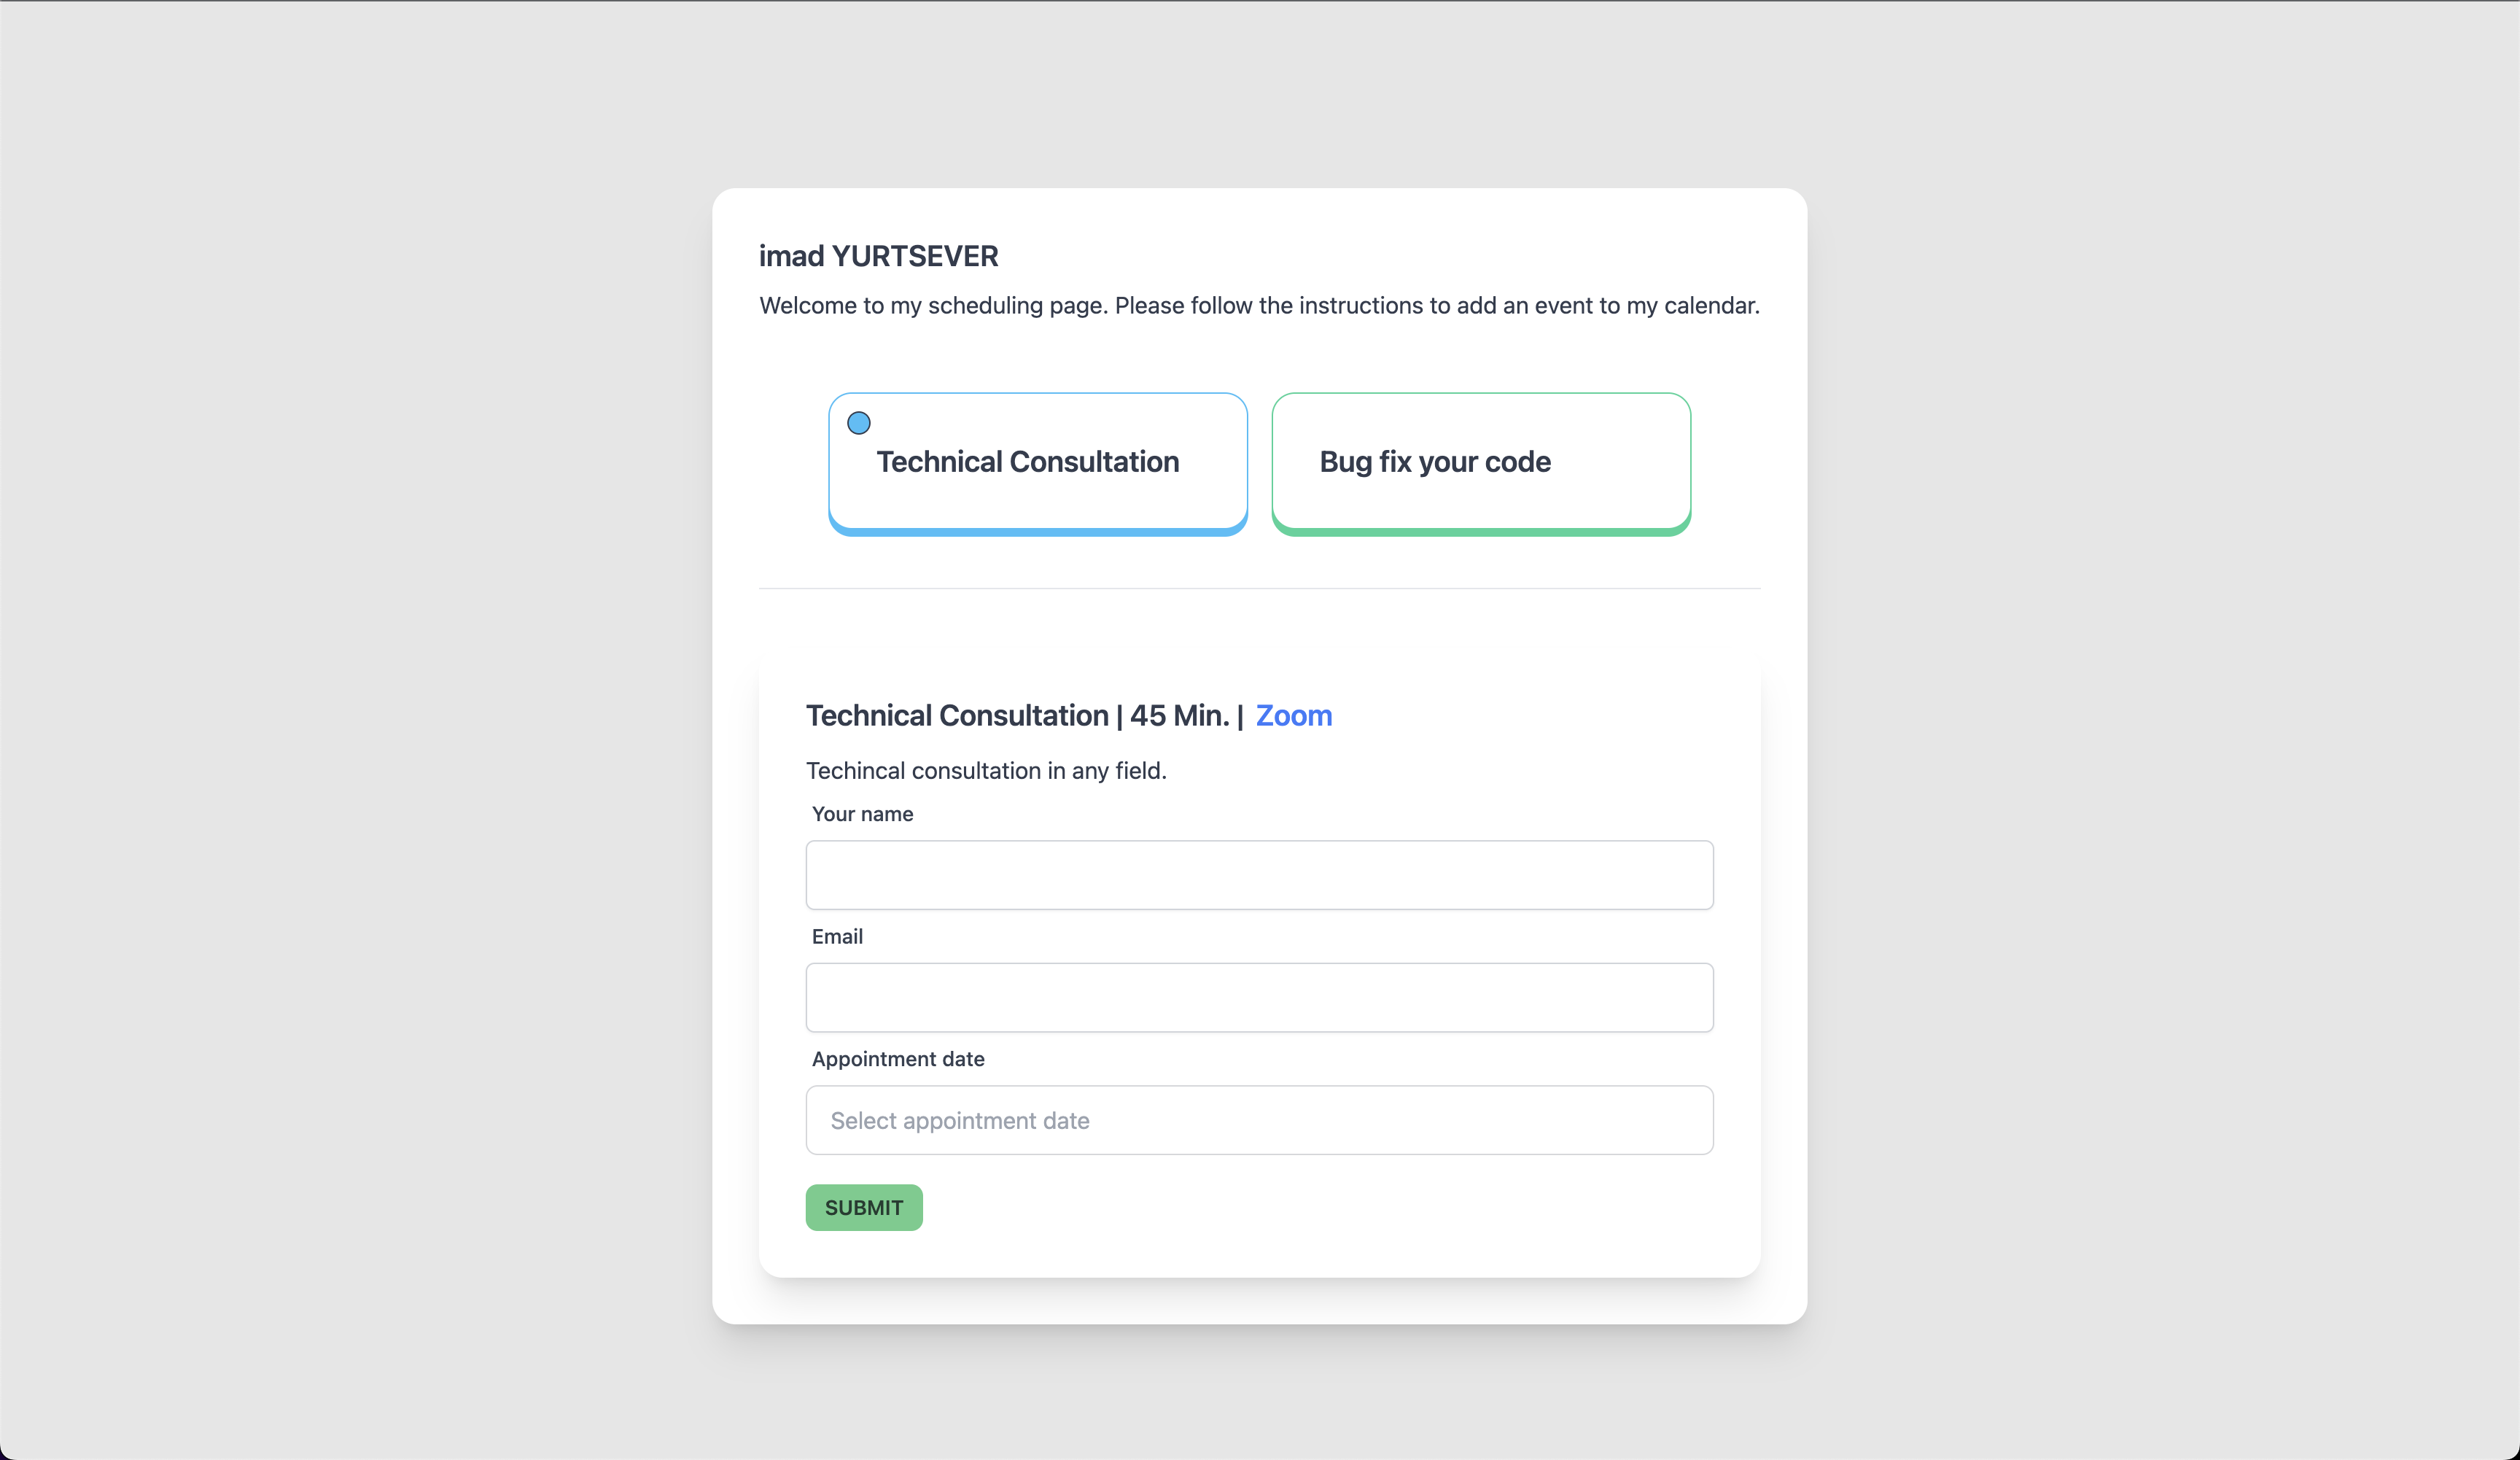 imad YURTSEVER
Welcome to my scheduling page. Please follow the instructions to add an event to my calendar.
Technical Consultation
Bug fix your code
Technical Consultation | 45 Min. | Zoom
Techincal consultation in any field.
Your name
Email
Appointment date
Select appointment date
SUBMIT